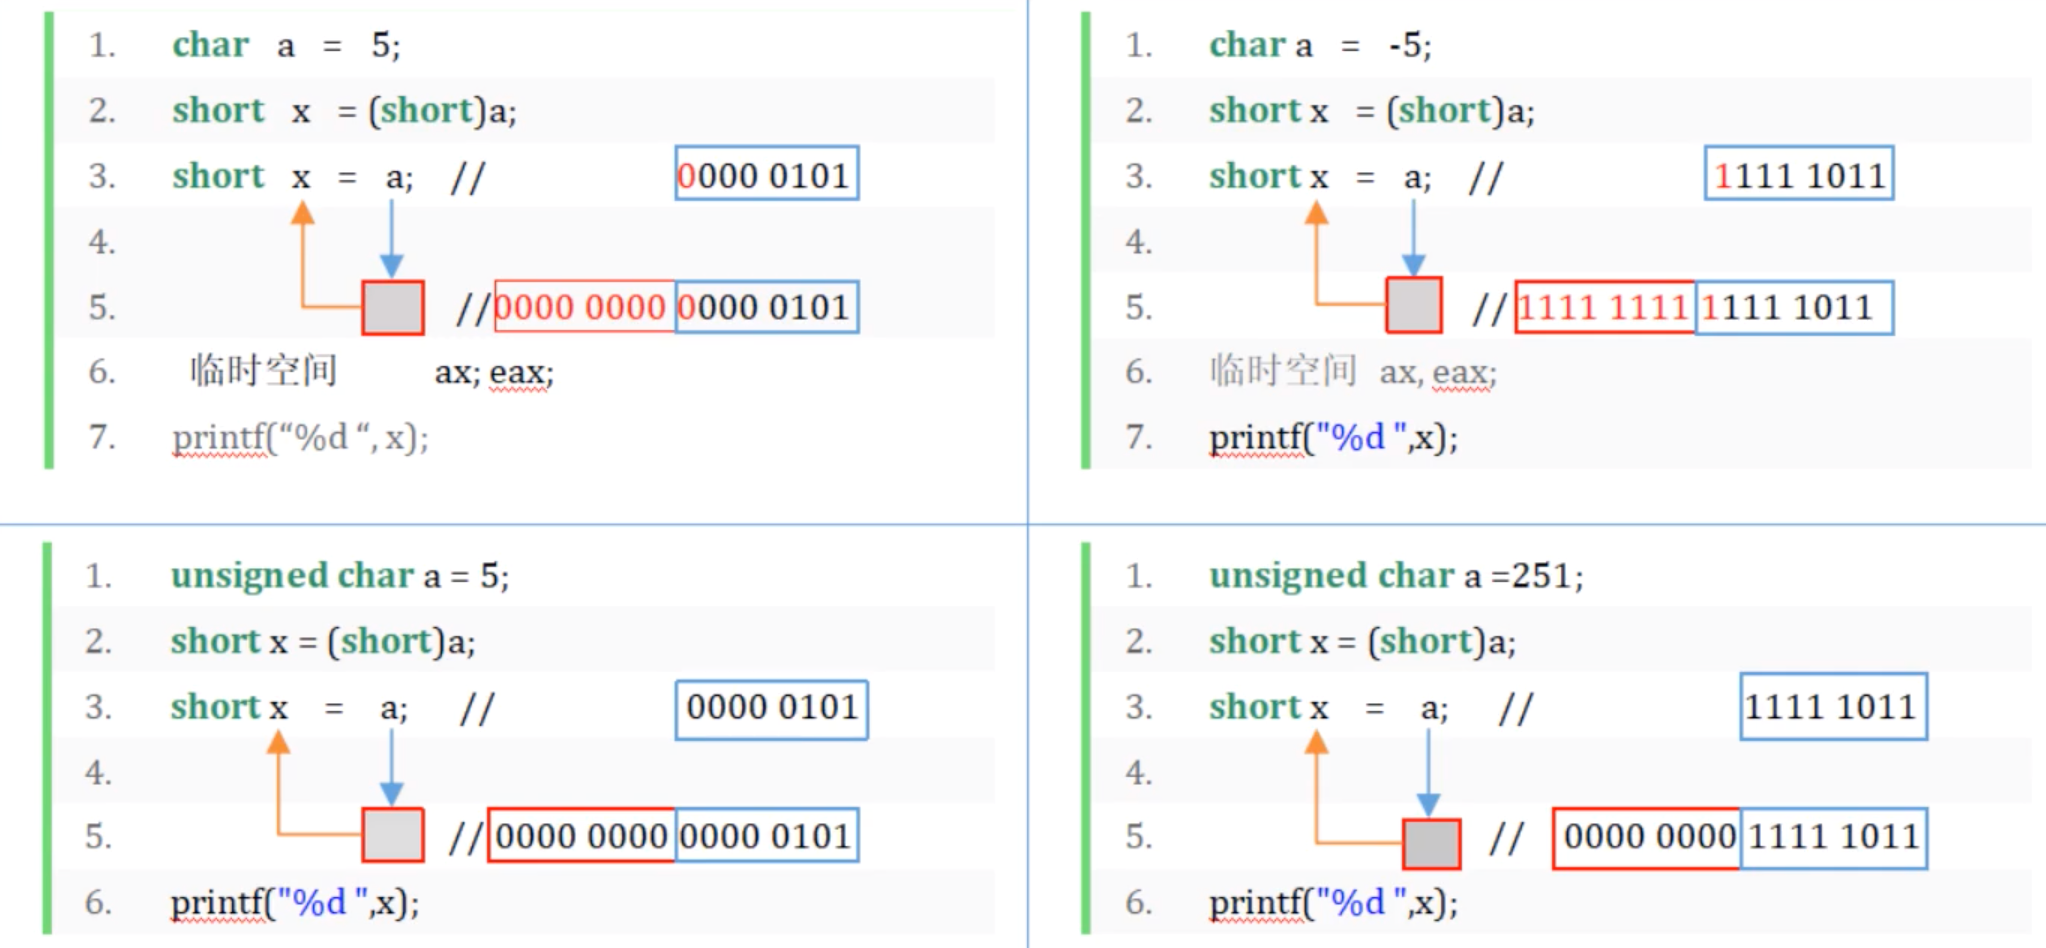 1. char a = 5;
2. short x = (short)a;
3. short x = a; // 0000 0101
4.
5. //0000 0000 0000 0101
6. 临时空间 ax; eax;
7. printf(“%d “, x);
1. char a = -5;
2. short x = (short)a;
3. short x = a; // 1111 1011
4.
5. //1111 1111 1111 1011
6. 临时空间 ax, eax;
7. printf("%d ",x);
1. unsigned char a = 5;
2. short x = (short)a;
3. short x = a; // 0000 0101
4.
5. //0000 0000 0000 0101
6. printf("%d ",x);
1. unsigned char a =251;
2. short x = (short)a;
3. short x = a; // 1111 1011
4.
5. // 0000 0000 1111 1011
6. printf("%d ",x);